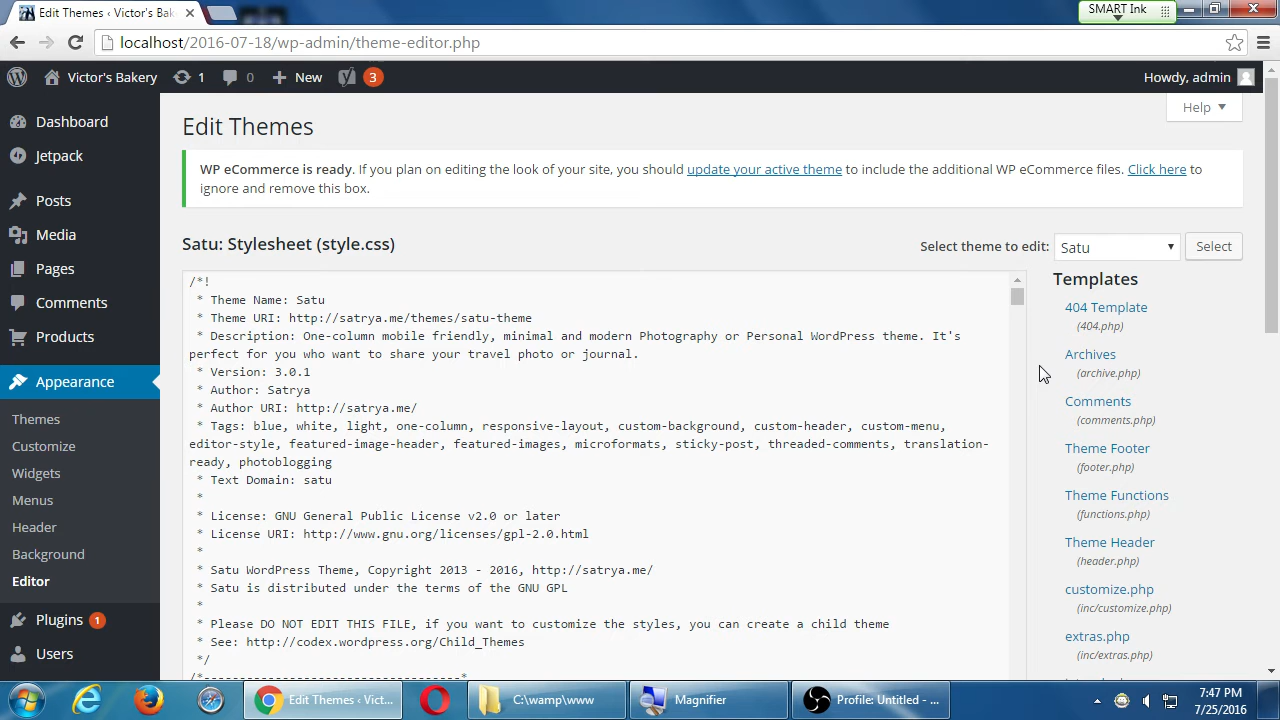 Edit Themes ‹ Victor's Bak
SMART Ink
localhost/2016-07-18/wp-admin/theme-editor.php
Victor's Bakery 1 0 New 3 Howdy, admin
Help
Dashboard
Jetpack
Posts
Media
Pages
Comments
Products
Appearance
Themes
Customize
Widgets
Menus
Header
Background
Editor
Plugins 1
Users
Edit Themes
WP eCommerce is ready. If you plan on editing the look of your site, you should update your active theme to include the additional WP eCommerce files. Click here to
ignore and remove this box.
Satu: Stylesheet (style.css)
Select theme to edit: Satu Select
/*!
* Theme Name: Satu
* Theme URI: http://satrya.me/themes/satu-theme
* Description: One-column mobile friendly, minimal and modern Photography or Personal WordPress theme. It's
perfect for you who want to share your travel photo or journal.
* Version: 3.0.1
* Author: Satrya
* Author URI: http://satrya.me/
* Tags: blue, white, light, one-column, responsive-layout, custom-background, custom-header, custom-menu,
editor-style, featured-image-header, featured-images, microformats, sticky-post, threaded-comments, translation-
ready, photoblogging
* Text Domain: satu
*
* License: GNU General Public License v2.0 or later
* License URI: http://www.gnu.org/licenses/gpl-2.0.html
*
* Satu WordPress Theme, Copyright 2013 - 2016, http://satrya.me/
* Satu is distributed under the terms of the GNU GPL
*
* Please DO NOT EDIT THIS FILE, if you want to customize the styles, you can create a child theme
* See: http://codex.wordpress.org/Child_Themes
*/
/*------------------------------------*
Templates
404 Template
(404.php)
Archives
(archive.php)
Comments
(comments.php)
Theme Footer
(footer.php)
Theme Functions
(functions.php)
Theme Header
(header.php)
customize.php
(inc/customize.php)
extras.php
(inc/extras.php)
Edit Themes ‹ Vict...
C:\wamp\www
Magnifier
Profile: Untitled - ...
7:47 PM
7/25/2016